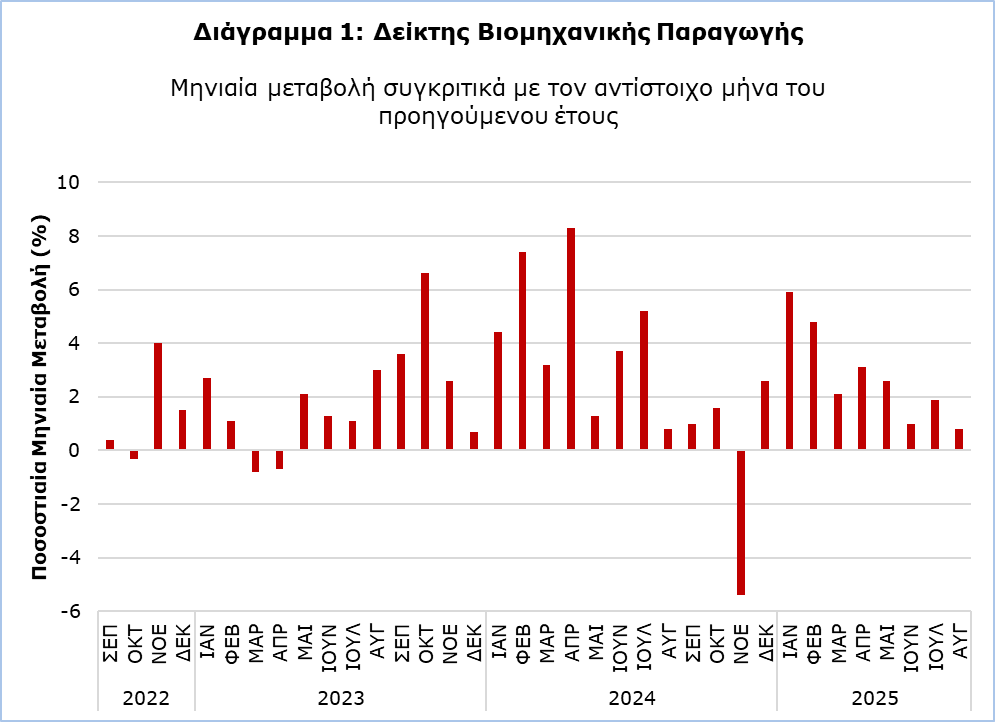 Διάγραμμα 1: Δείκτης Βιομηχανικής Παραγωγής
Μηνιαία μεταβολή συγκριτικά με τον αντίστοιχο μήνα του
προηγούμενου έτους
Ποσοστιαία Μηνιαία Μεταβολή (%)
10
8
6
4
2
0
-2
-4
-6
ΣΕΠ ΟΚΤ ΝΟΕ ΔΕΚ ΙΑΝ ΦΕΒ ΜΑΡ ΑΠΡ ΜΑΙ ΙΟΥΝ ΙΟΥΛ ΑΥΓ ΣΕΠ ΟΚΤ ΝΟΕ ΔΕΚ ΙΑΝ ΦΕΒ ΜΑΡ ΑΠΡ ΜΑΙ ΙΟΥΝ ΙΟΥΛ ΑΥΓ ΣΕΠ ΟΚΤ ΝΟΕ ΔΕΚ ΙΑΝ ΦΕΒ ΜΑΡ ΑΠΡ ΜΑΙ ΙΟΥΝ ΙΟΥΛ ΑΥΓ
2022 2023 2024 2025